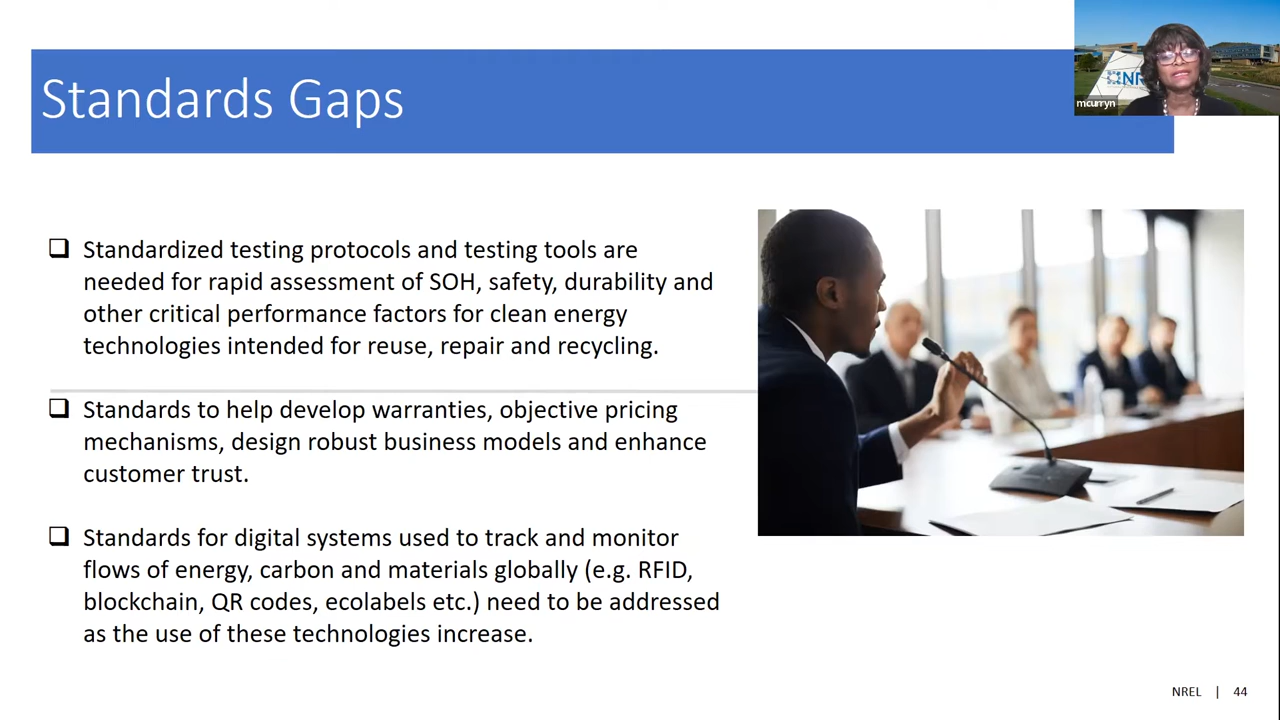 Standards Gaps
NR
mcurryn
Standardized testing protocols and testing tools are
needed for rapid assessment of SOH, safety, durability and
other critical performance factors for clean energy
technologies intended for reuse, repair and recycling.
Standards to help develop warranties, objective pricing
mechanisms, design robust business models and enhance
customer trust.
Standards for digital systems used to track and monitor
flows of energy, carbon and materials globally (e.g. RFID,
blockchain, QR codes, ecolabels etc.) need to be addressed
as the use of these technologies increase.
NREL | 44